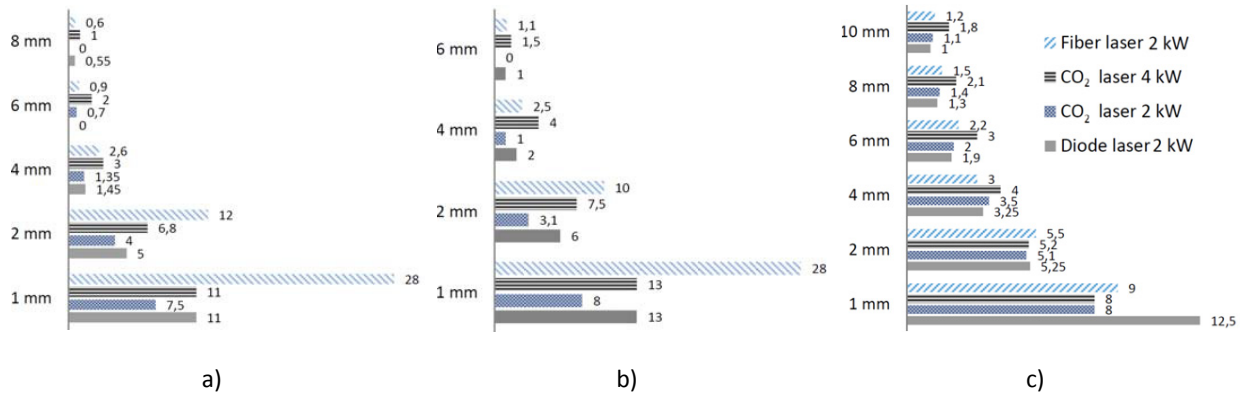 8 mm
0,6
1
0
0,55
6 mm
0,9
2
0,7
0
4 mm
2,6
3
1,35
1,45
2 mm
12
6,8
4
5
1 mm
28
11
7,5
11
a)
6 mm
1,1
1,5
0
1
4 mm
2,5
4
1
2
2 mm
10
7,5
3,1
6
1 mm
28
13
8
13
b)
10 mm
1,2
1,8
1,1
1
8 mm
1,5
2,1
1,4
1,3
6 mm
2,2
3
2
1,9
4 mm
3
4
3,5
3,25
2 mm
5,5
5,2
5,1
5,25
1 mm
9
8
8
12,5
Fiber laser 2 kW
CO₂ laser 4 kW
CO₂ laser 2 kW
Diode laser 2 kW
c)